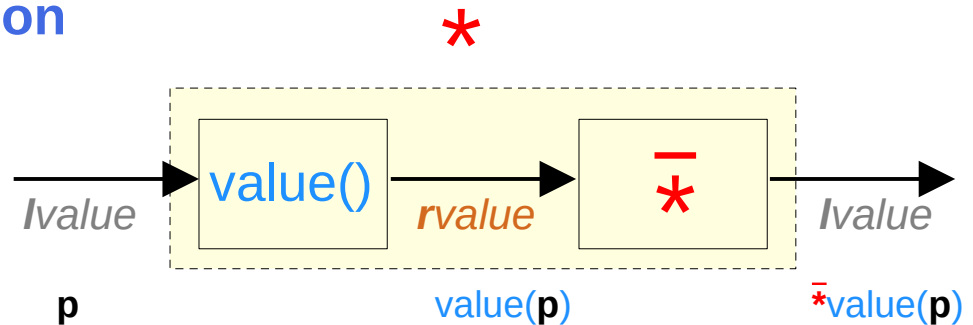 on
*
value() *̅
lvalue rvalue lvalue
p value(p) *̅value(p)